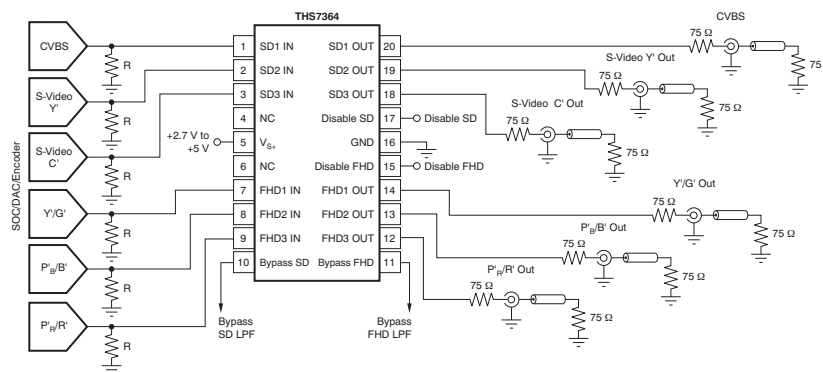 THS7364
CVBS
CVBS
R
1
SD1 IN
SD1 OUT
20
75 Ω
75
S-Video
Y'
R
2
SD2 IN
SD2 OUT
19
S-Video Y' Out
75 Ω
75 Ω
S-Video
C'
R
3
SD3 IN
SD3 OUT
18
S-Video C' Out
75 Ω
75 Ω
4
NC
Disable SD
17
Disable SD
+2.7 V to
+5 V
5
VS+
GND
16
6
NC
Disable FHD
15
Disable FHD
SOC/DAC/Encoder
Y'/G'
R
7
FHD1 IN
FHD1 OUT
14
Y'/G' Out
75 Ω
75 Ω
P'B/B'
R
8
FHD2 IN
FHD2 OUT
13
P'B/B' Out
75 Ω
75 Ω
P'R/R'
R
9
FHD3 IN
FHD3 OUT
12
P'R/R' Out
75 Ω
75 Ω
10
Bypass SD
Bypass FHD
11
Bypass
SD LPF
Bypass
FHD LPF